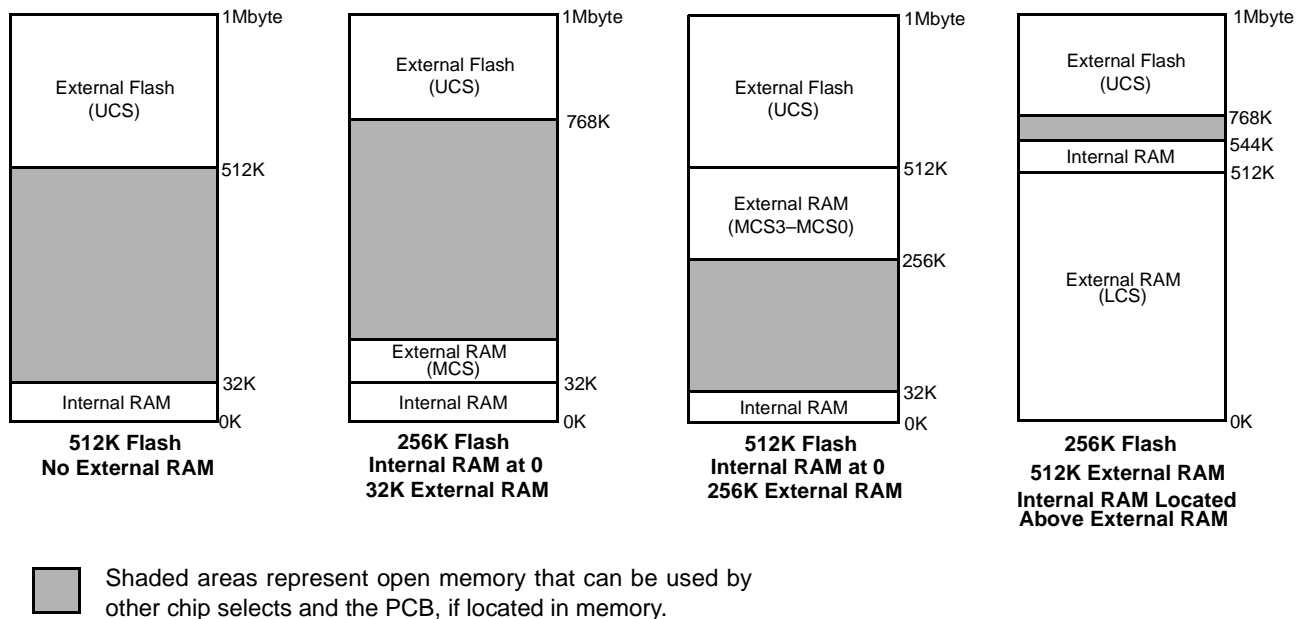 1Mbyte
External Flash
(UCS)
512K
32K
Internal RAM
0K
512K Flash
No External RAM
1Mbyte
External Flash
(UCS)
768K
External RAM
(MCS)
32K
Internal RAM
0K
256K Flash
Internal RAM at 0
32K External RAM
1Mbyte
External Flash
(UCS)
512K
External RAM
(MCS3–MCS0)
256K
32K
Internal RAM
0K
512K Flash
Internal RAM at 0
256K External RAM
1Mbyte
External Flash
(UCS)
768K
544K
Internal RAM
512K
External RAM
(LCS)
0K
256K Flash
512K External RAM
Internal RAM Located
Above External RAM
Shaded areas represent open memory that can be used by
other chip selects and the PCB, if located in memory.